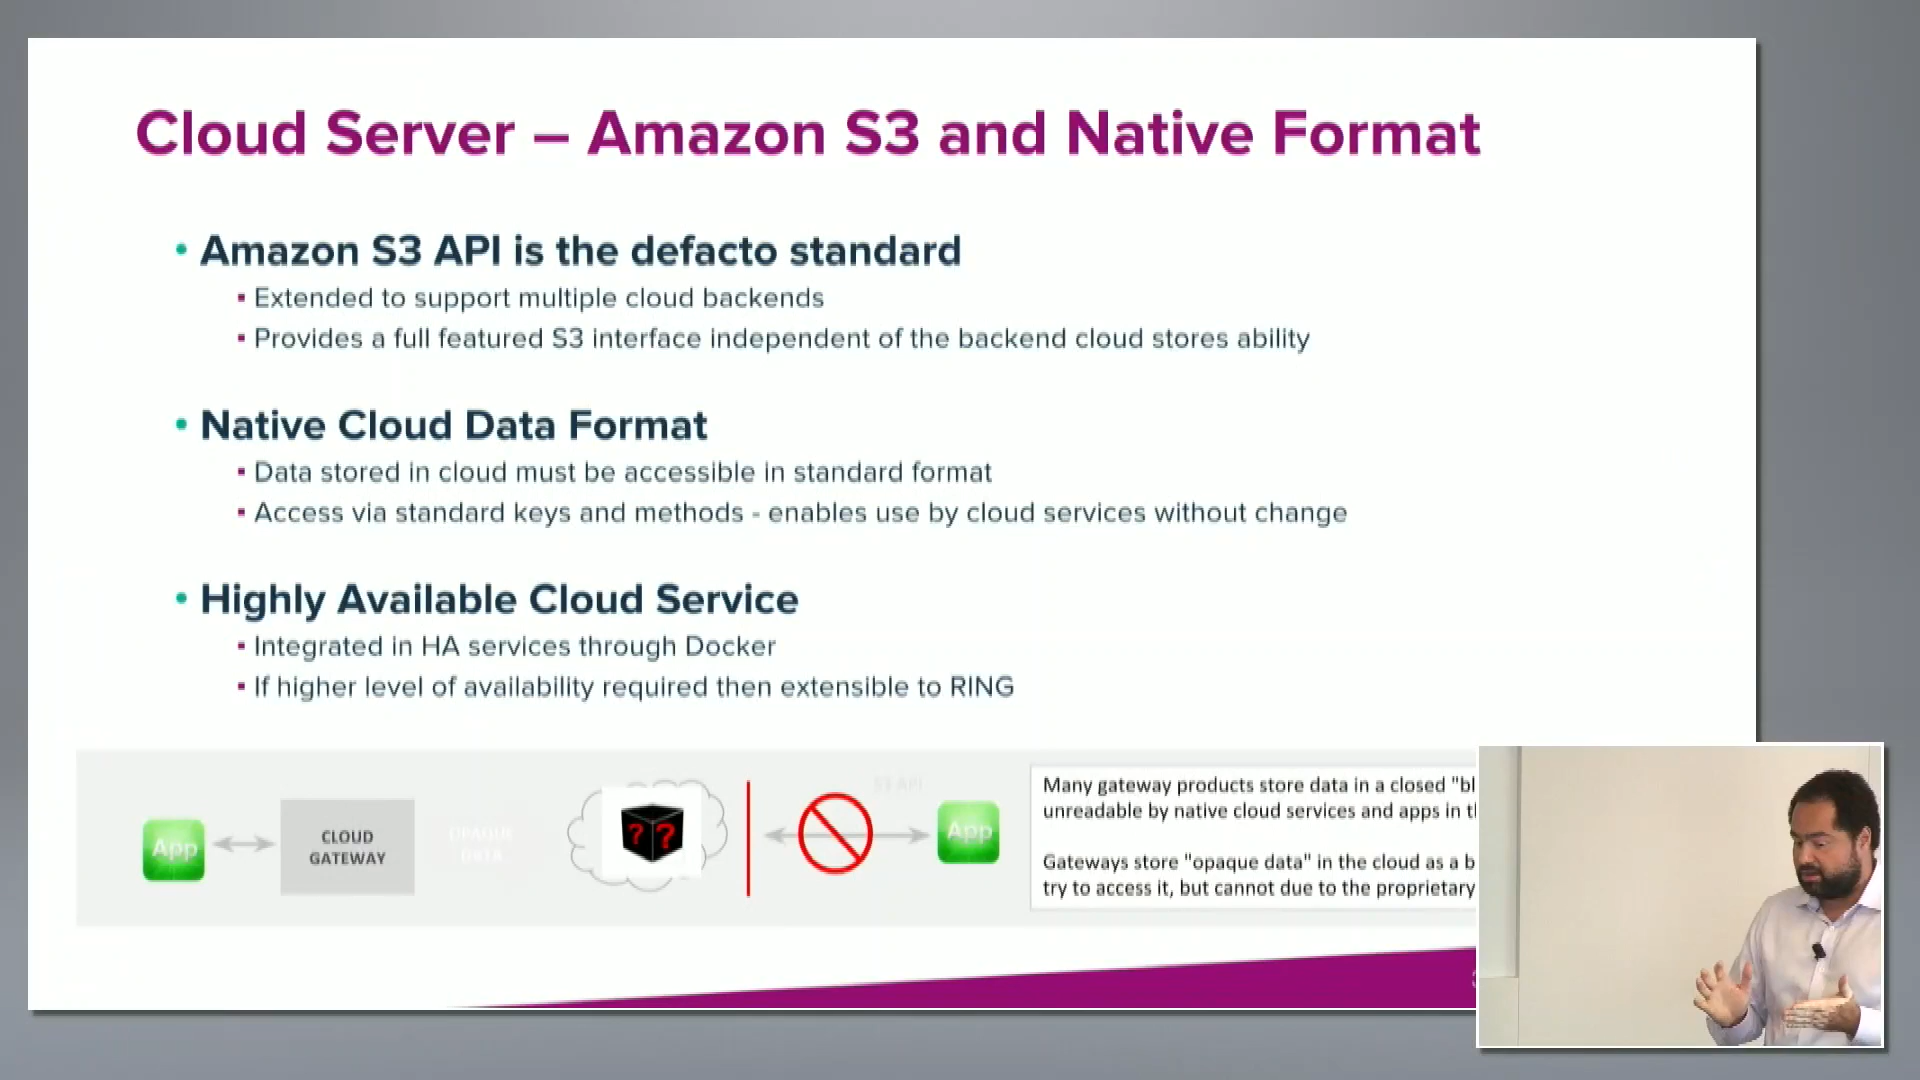 Cloud Server – Amazon S3 and Native Format
• Amazon S3 API is the defacto standard
▪ Extended to support multiple cloud backends
▪ Provides a full featured S3 interface independent of the backend cloud stores ability
• Native Cloud Data Format
▪ Data stored in cloud must be accessible in standard format
▪ Access via standard keys and methods - enables use by cloud services without change
• Highly Available Cloud Service
▪ Integrated in HA services through Docker
▪ If higher level of availability required then extensible to RING
App
CLOUD
GATEWAY
OPAQUE
DATA
? ?
S3 API
App
Many gateway products store data in a closed "bl
unreadable by native cloud services and apps in t
Gateways store "opaque data" in the cloud as a b
try to access it, but cannot due to the proprietary